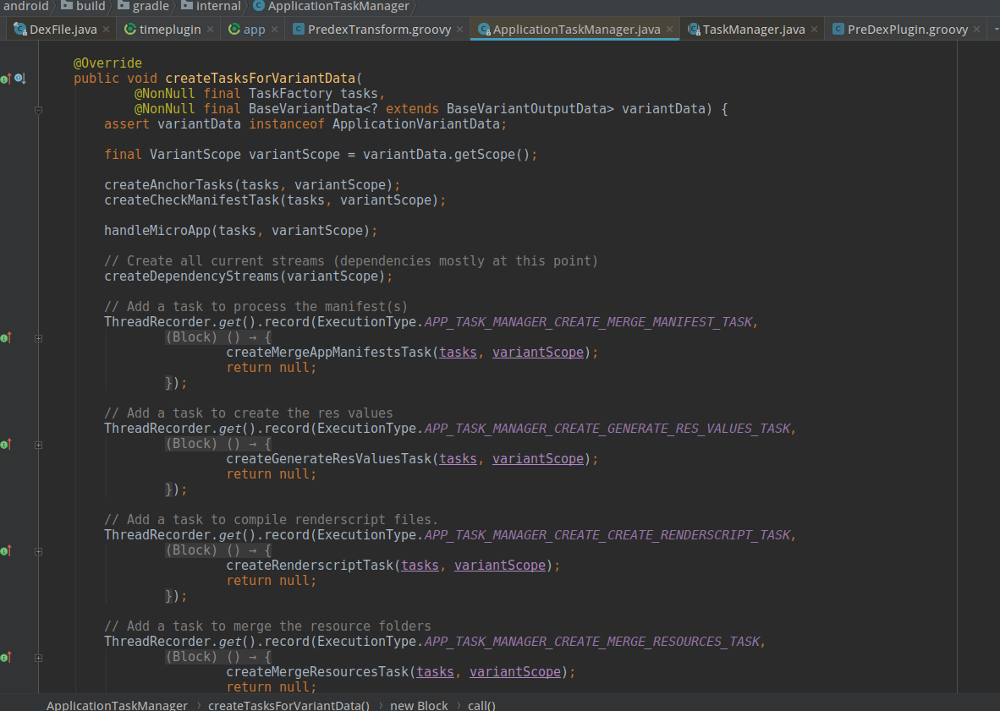 android build gradle internal ApplicationTaskManager
DexFile.java timeplugin app PredexTransform.groovy ApplicationTaskManager.java TaskManager.java PreDexPlugin.groovy
@Override
public void createTasksForVariantData(
@NonNull final TaskFactory tasks,
@NonNull final BaseVariantData<? extends BaseVariantOutputData> variantData) {
assert variantData instanceof ApplicationVariantData;
final VariantScope variantScope = variantData.getScope();
createAnchorTasks(tasks, variantScope);
createCheckManifestTask(tasks, variantScope);
handleMicroApp(tasks, variantScope);
// Create all current streams (dependencies mostly at this point)
createDependencyStreams(variantScope);
// Add a task to process the manifest(s)
ThreadRecorder.get().record(ExecutionType.APP_TASK_MANAGER_CREATE_MERGE_MANIFEST_TASK,
(Block) () → {
createMergeAppManifestsTask(tasks, variantScope);
return null;
});
// Add a task to create the res values
ThreadRecorder.get().record(ExecutionType.APP_TASK_MANAGER_CREATE_GENERATE_RES_VALUES_TASK,
(Block) () → {
createGenerateResValuesTask(tasks, variantScope);
return null;
});
// Add a task to compile renderscript files.
ThreadRecorder.get().record(ExecutionType.APP_TASK_MANAGER_CREATE_CREATE_RENDERSCRIPT_TASK,
(Block) () → {
createRenderscriptTask(tasks, variantScope);
return null;
});
// Add a task to merge the resource folders
ThreadRecorder.get().record(ExecutionType.APP_TASK_MANAGER_CREATE_MERGE_RESOURCES_TASK,
(Block) () → {
createMergeResourcesTask(tasks, variantScope);
return null;
ApplicationTaskManager › createTasksForVariantData() › new Block › call()